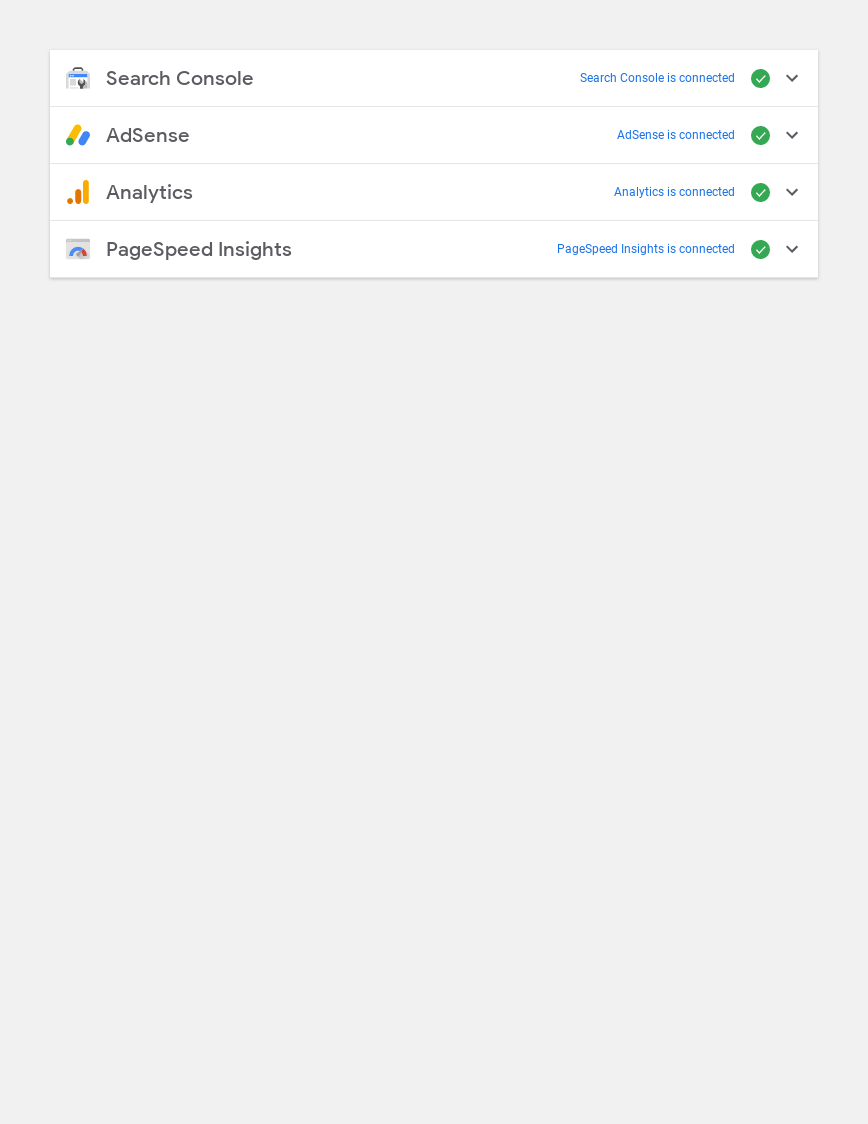 Search Console Search Console is connected
AdSense AdSense is connected
Analytics Analytics is connected
PageSpeed Insights PageSpeed Insights is connected